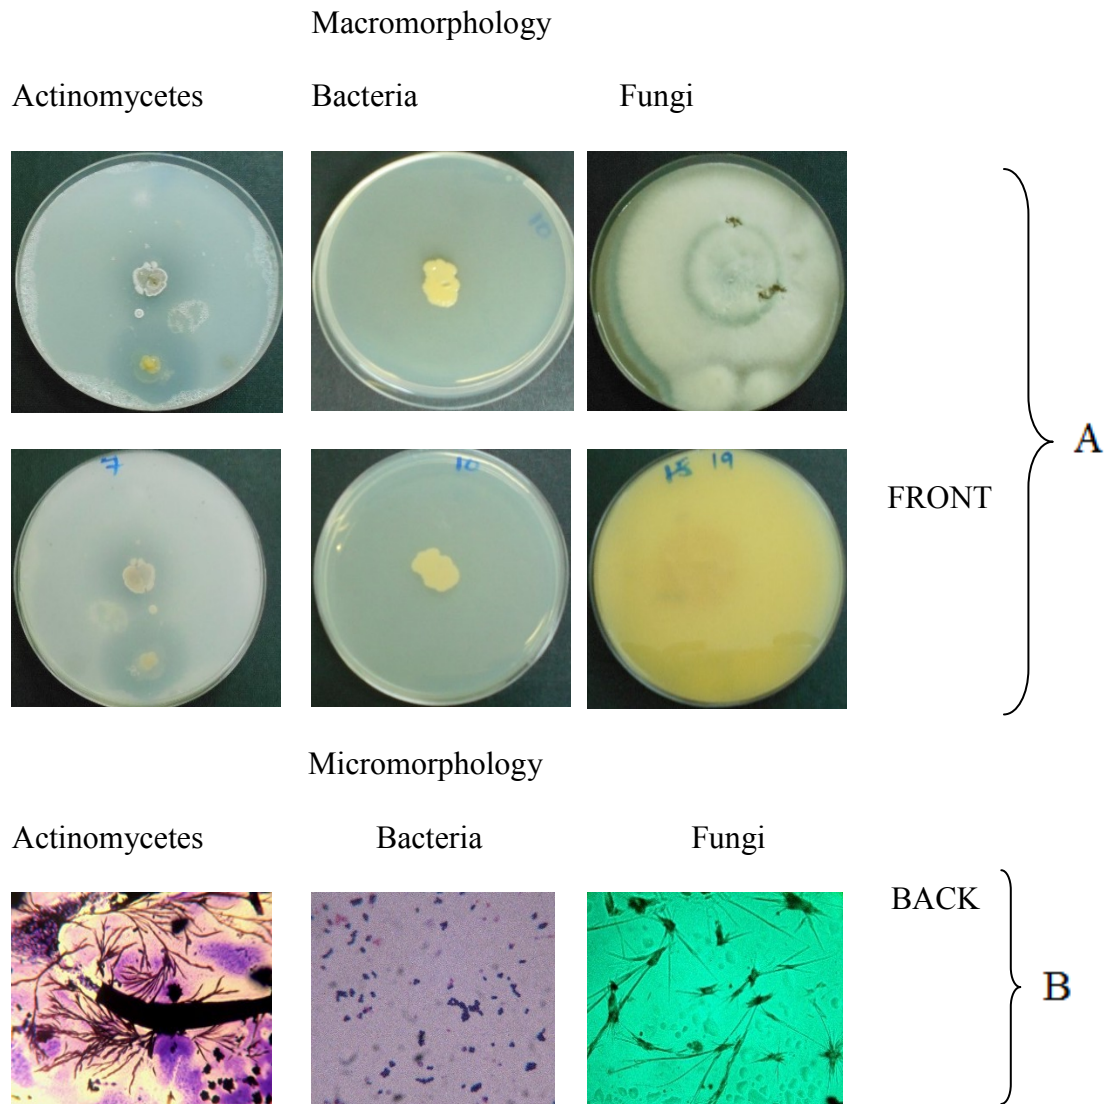 Macromorphology
Actinomycetes Bacteria Fungi
10
A
7 10 15 19
FRONT
Micromorphology
Actinomycetes Bacteria Fungi
BACK
B